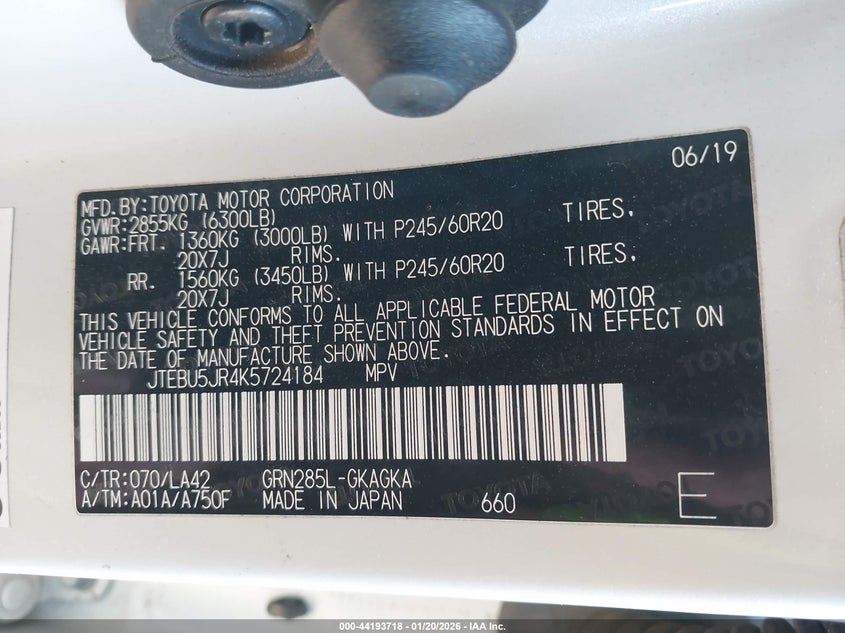 06/19
MFD.BY:TOYOTA MOTOR CORPORATION
GVWR:2855KG (6300LB)
GAWR:FRT. 1360KG (3000LB) WITH P245/60R20 TIRES,
20X7J RIMS.
RR. 1560KG (3450LB) WITH P245/60R20 TIRES,
20X7J RIMS.
THIS VEHICLE CONFORMS TO ALL APPLICABLE FEDERAL MOTOR
VEHICLE SAFETY AND THEFT PREVENTION STANDARDS IN EFFECT ON
THE DATE OF MANUFACTURE SHOWN ABOVE.
JTEBU5JR4K5724184 MPV
C/TR:070/LA42 GRN285L-GKAGKA
A/TM:A01A/A750F MADE IN JAPAN 660 E
000-44193718 - 01/20/2026 - IAA Inc.